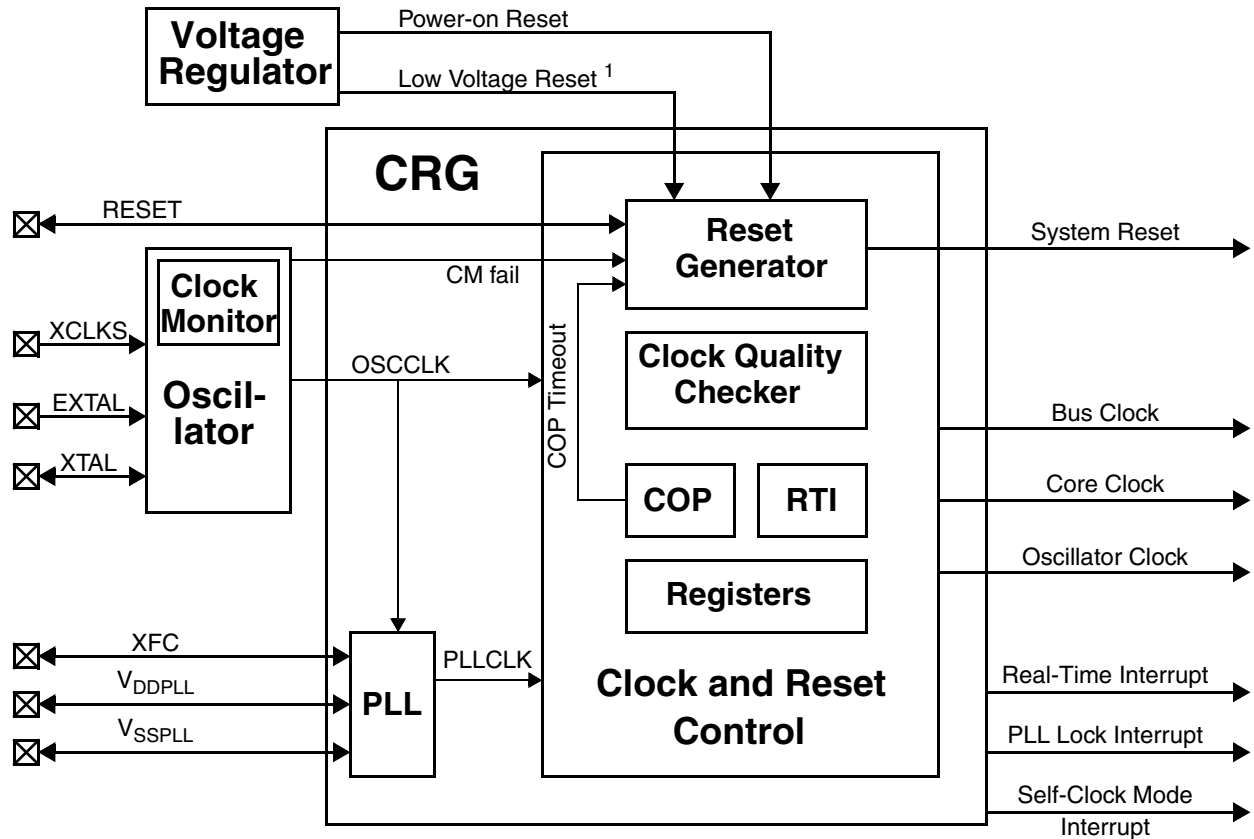 Voltage
Regulator
Power-on Reset
Low Voltage Reset 1
CRG
RESET
Reset
Generator
System Reset
CM fail
Clock
Monitor
XCLKS
OSCCLK
COP Timeout
Clock Quality
Checker
EXTAL
Oscil-
lator
Bus Clock
XTAL
COP
RTI
Core Clock
Oscillator Clock
Registers
XFC
PLLCLK
VDDPLL
PLL
Clock and Reset
Control
Real-Time Interrupt
VSSPLL
PLL Lock Interrupt
Self-Clock Mode
Interrupt